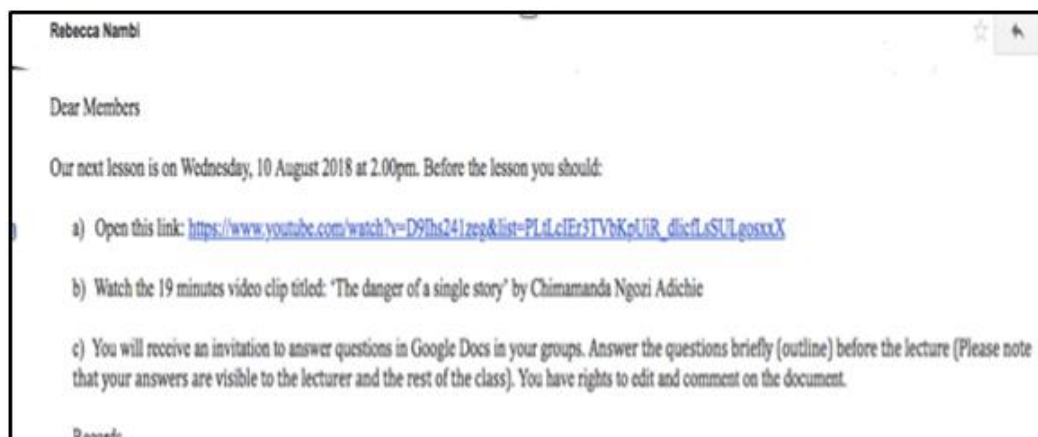 Rebecca Nambi
Dear Members
Our next lesson is on Wednesday, 10 August 2018 at 2.00pm. Before the lesson you should:
a) Open this link: https://www.youtube.com/watch?v=D9Ihs241zeg&list=PLtLclEr3TVbKpUiR_dlicfLsSULgosxxX
b) Watch the 19 minutes video clip titled: 'The danger of a single story' by Chimamanda Ngozi Adichie
c) You will receive an invitation to answer questions in Google Docs in your groups. Answer the questions briefly (outline) before the lecture (Please note
that your answers are visible to the lecturer and the rest of the class). You have rights to edit and comment on the document.